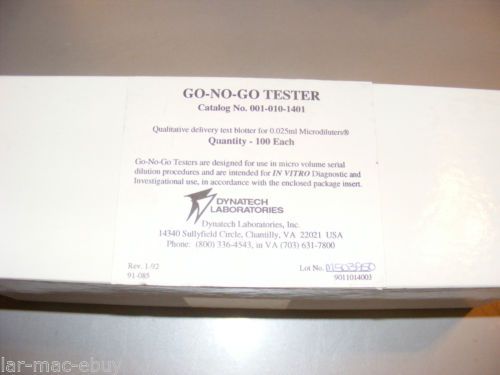 GO-NO-GO TESTER
Catalog No. 001-010-1401
Qualitative delivery test blotter for 0.025ml Microdiluters®
Quantity - 100 Each
Go-No-Go Testers are designed for use in micro volume serial
dilution procedures and are intended for IN VITRO Diagnostic and
Investigational use, in accordance with the enclosed package insert.
DYNATECH
LABORATORIES
Dynatech Laboratories, Inc.
14340 Sullyfield Circle, Chantilly, VA 22021 USA
Phone: (800) 336-4543, in VA (703) 631-7800
Rev. 1-92
91-085
Lot No.
9011014003
lar-mac-ebuy